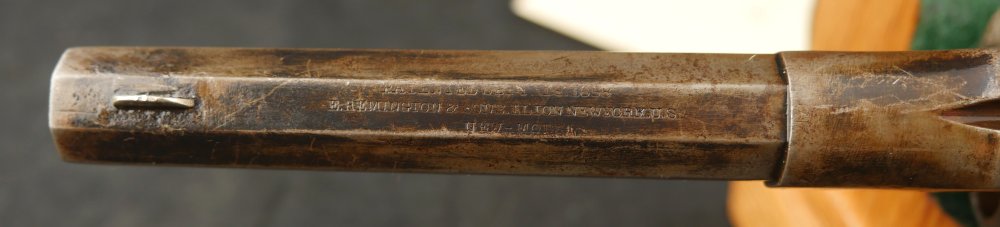 PATENTED
E. REMINGTON & SONS. ILION NEW-YORK. U.S.
NEW-MODEL